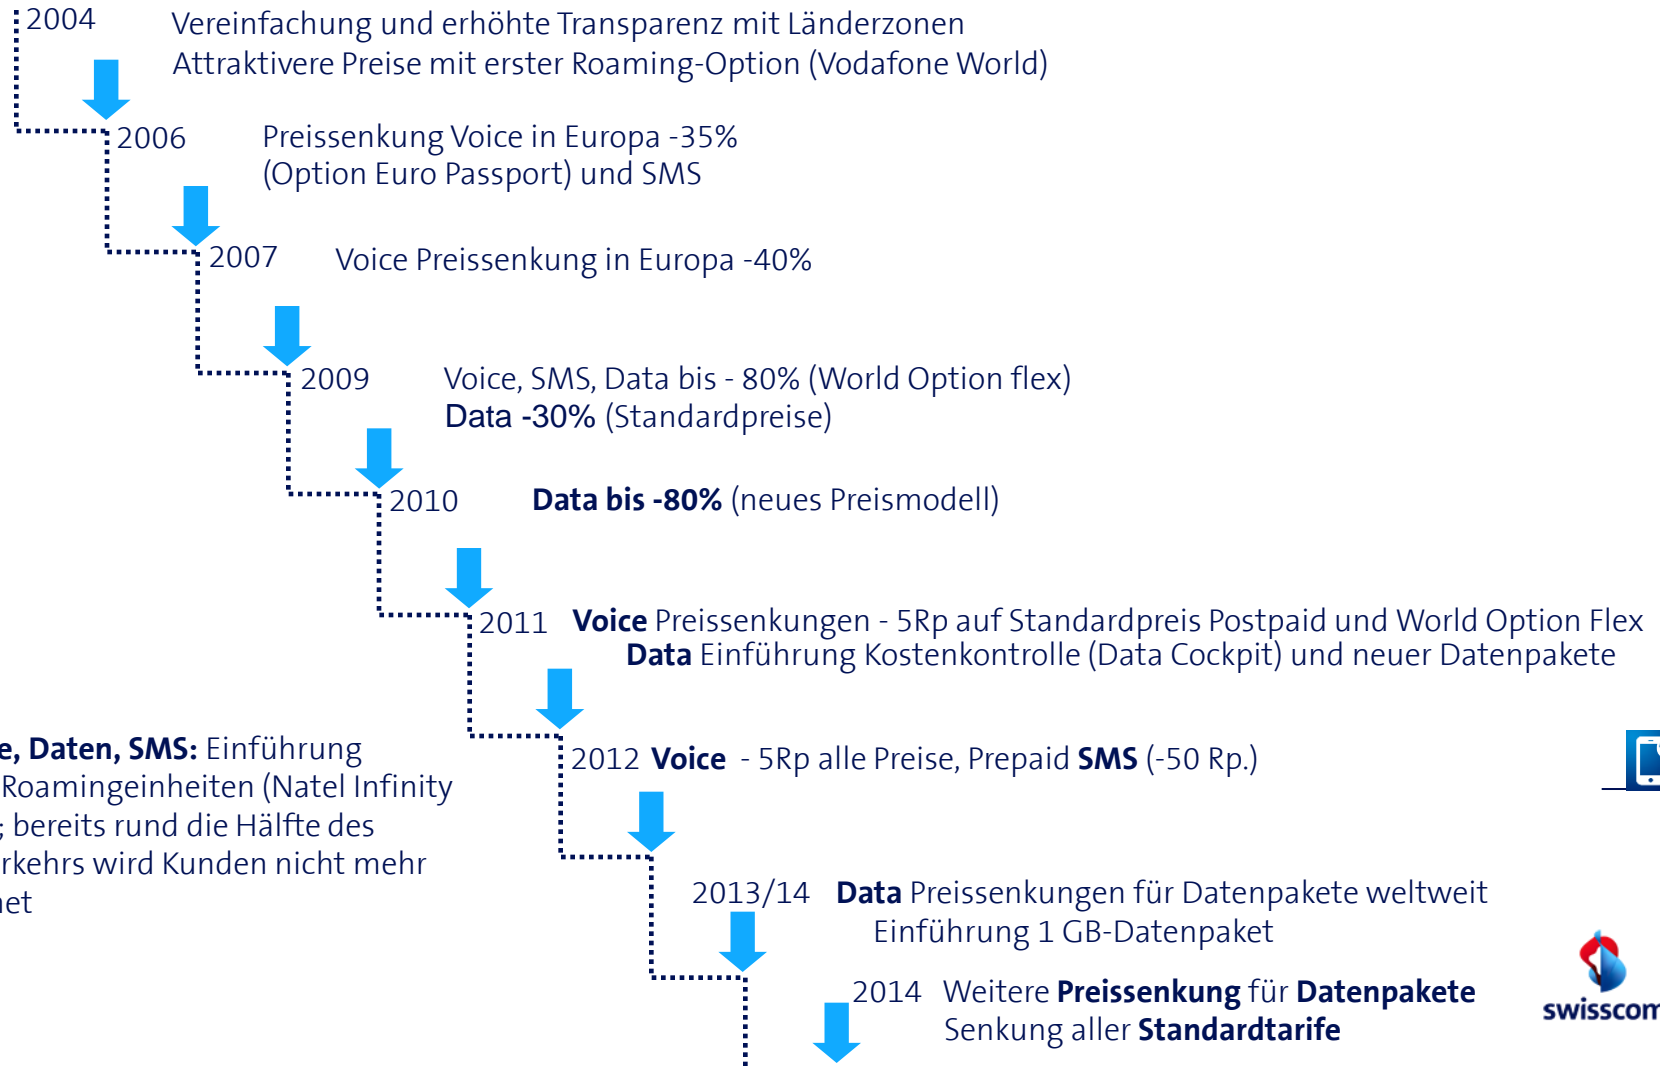 2004 Vereinfachung und erhöhte Transparenz mit Länderzonen
Attraktivere Preise mit erster Roaming-Option (Vodafone World)
2006 Preissenkung Voice in Europa -35%
(Option Euro Passport) und SMS
2007 Voice Preissenkung in Europa -40%
2009 Voice, SMS, Data bis - 80% (World Option flex)
Data -30% (Standardpreise)
2010 Data bis -80% (neues Preismodell)
2011 Voice Preissenkungen - 5Rp auf Standardpreis Postpaid und World Option Flex
Data Einführung Kostenkontrolle (Data Cockpit) und neuer Datenpakete
2012 Voice - 5Rp alle Preise, Prepaid SMS (-50 Rp.)
Daten, SMS: Einführung
Roamingeinheiten (Natel Infinity
; bereits rund die Hälfte des
wird Kunden nicht mehr
2013/14 Data Preissenkungen für Datenpakete weltweit
Einführung 1 GB-Datenpaket
2014 Weitere Preissenkung für Datenpakete
Senkung aller Standardtarife
swisscom